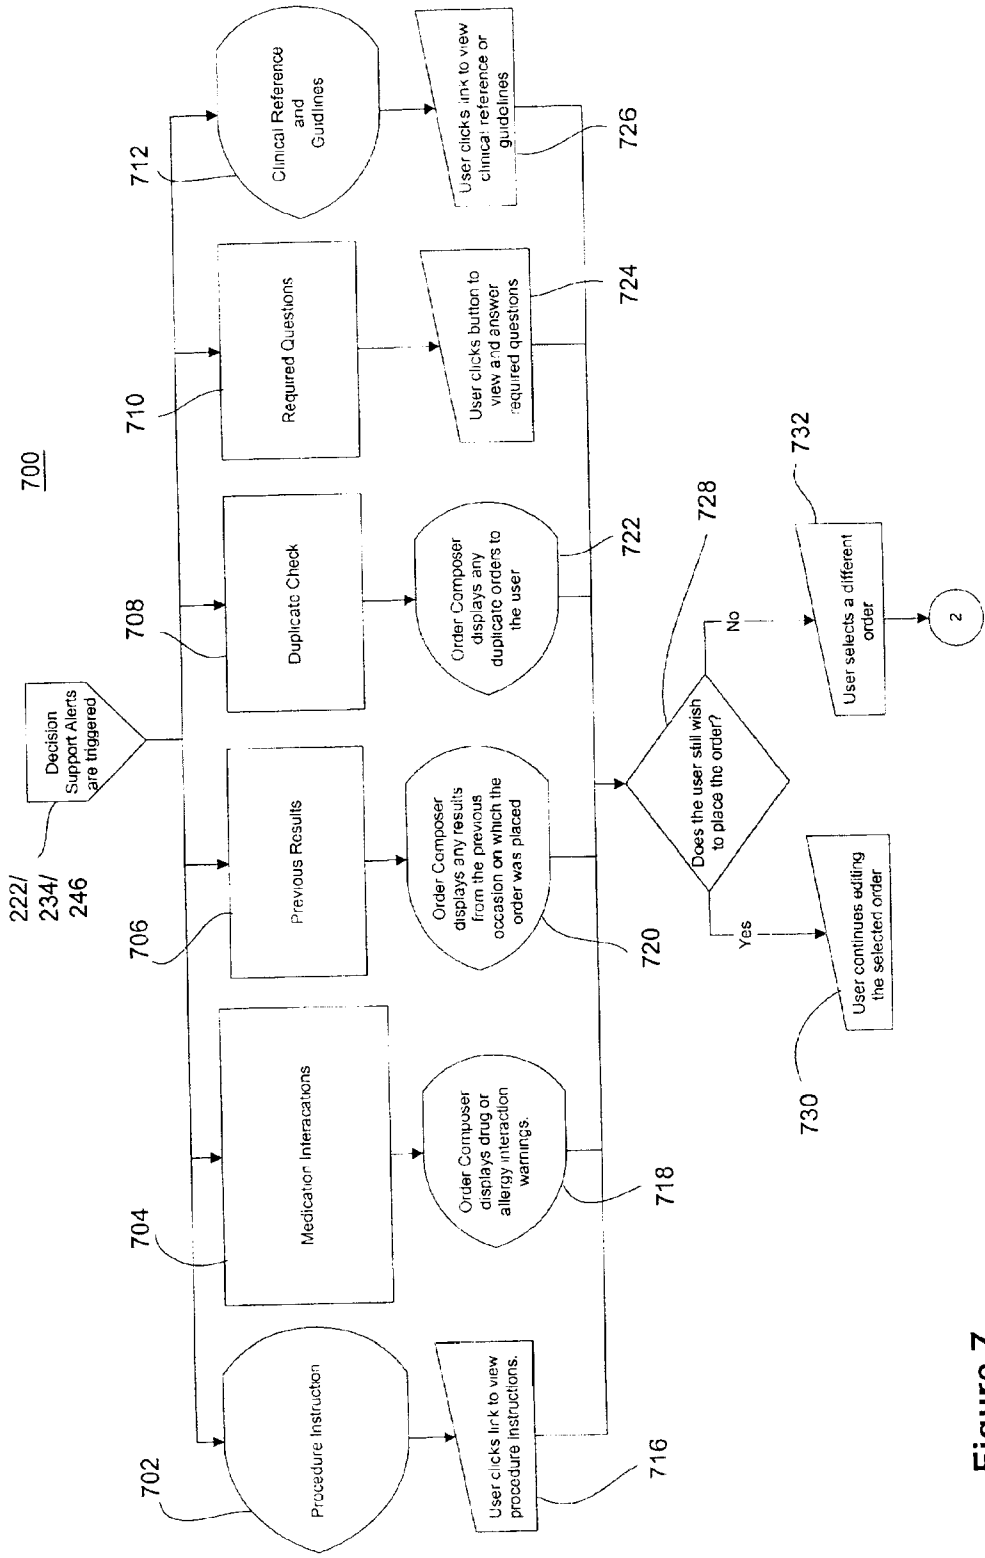 700
222/
234/
246
Decision
Support Alerts
are triggered
702
Procedure Instruction
704
Medication Interacations
706
Previous Results
708
Duplicate Check
710
Required Questions
712
Clinical Reference
and
Guidlines
User clicks link to view
procedure instructions.
716
Order Composer
displays drug or
allergy interaction
warnings.
718
Order Composer
displays any results
from the previous
occasion on which the
order was placed
720
Order Composer
displays any
duplicate orders to
the user
722
User clicks button to
view and answer
required questions
724
User clicks link to view
clinical reference or
guidelines
726
728
Does the user still wish
to place the order?
Yes
No
730
User continues editing
the selected order
732
User selects a different
order
2
Figure 7